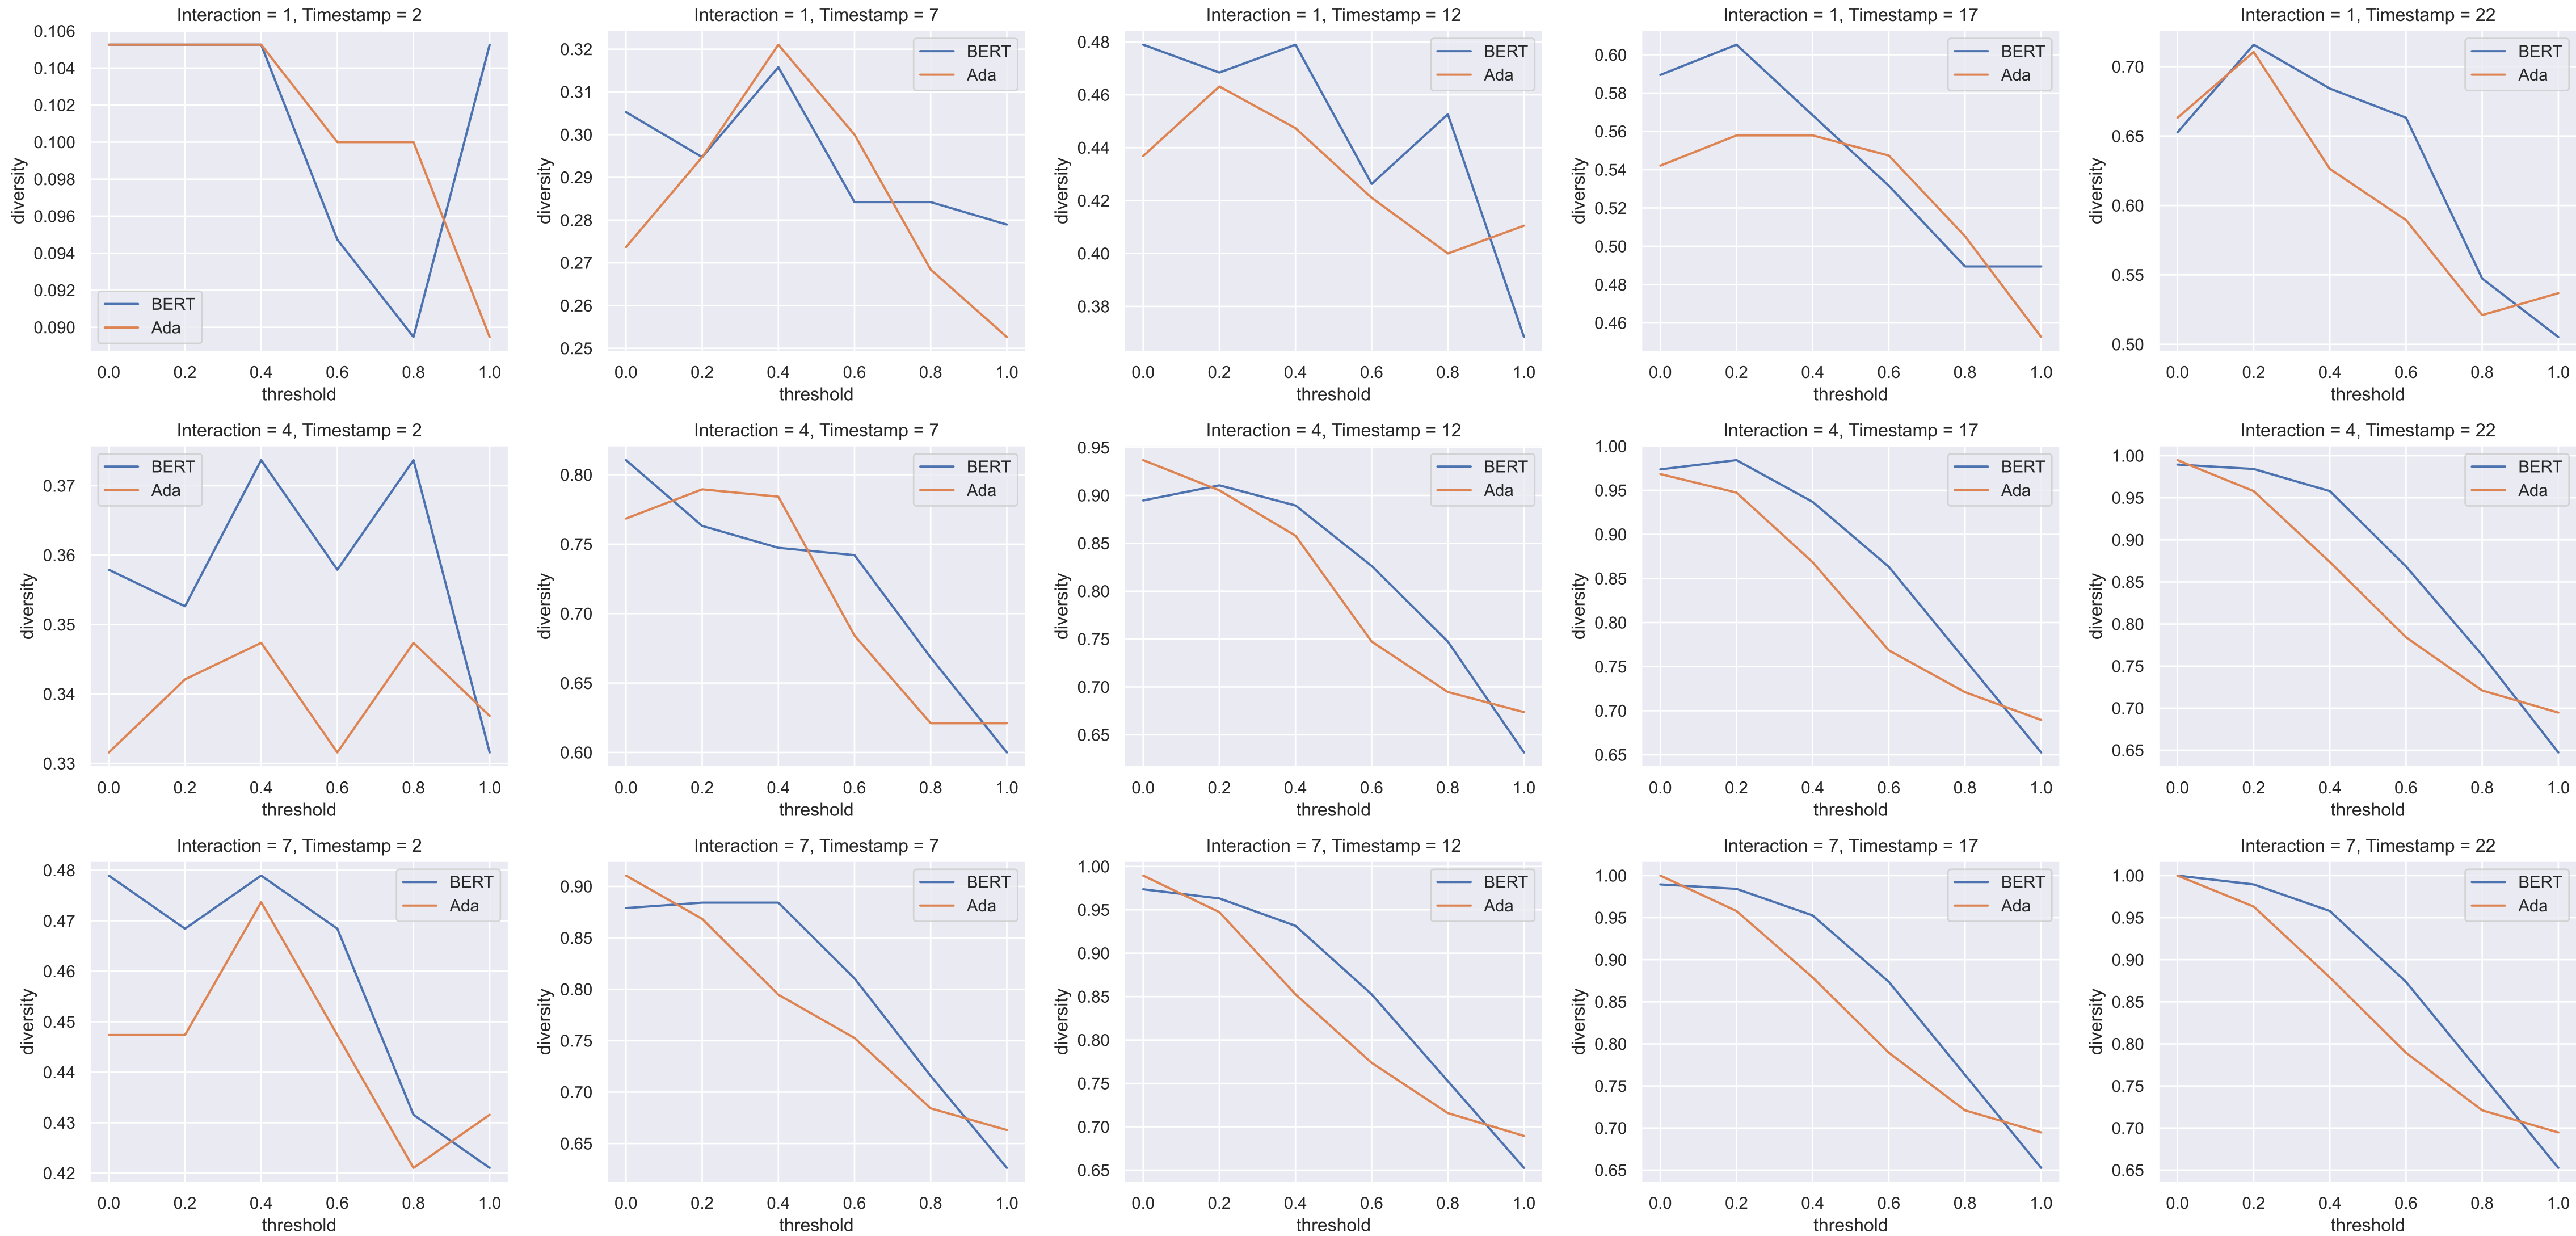 Interaction = 1, Timestamp = 2
0.106
0.104
0.102
0.100
0.098
0.096
0.094
0.092
0.090
diversity
BERT
Ada
0.0 0.2 0.4 0.6 0.8 1.0
threshold
Interaction = 1, Timestamp = 7
0.32
0.31
0.30
0.29
0.28
0.27
0.26
0.25
diversity
BERT
Ada
0.0 0.2 0.4 0.6 0.8 1.0
threshold
Interaction = 1, Timestamp = 12
0.48
0.46
0.44
0.42
0.40
0.38
diversity
BERT
Ada
0.0 0.2 0.4 0.6 0.8 1.0
threshold
Interaction = 1, Timestamp = 17
0.60
0.58
0.56
0.54
0.52
0.50
0.48
0.46
diversity
BERT
Ada
0.0 0.2 0.4 0.6 0.8 1.0
threshold
Interaction = 1, Timestamp = 22
0.70
0.65
0.60
0.55
0.50
diversity
BERT
Ada
0.0 0.2 0.4 0.6 0.8 1.0
threshold
Interaction = 4, Timestamp = 2
0.37
0.36
0.35
0.34
0.33
diversity
BERT
Ada
0.0 0.2 0.4 0.6 0.8 1.0
threshold
Interaction = 4, Timestamp = 7
0.80
0.75
0.70
0.65
0.60
diversity
BERT
Ada
0.0 0.2 0.4 0.6 0.8 1.0
threshold
Interaction = 4, Timestamp = 12
0.95
0.90
0.85
0.80
0.75
0.70
0.65
diversity
BERT
Ada
0.0 0.2 0.4 0.6 0.8 1.0
threshold
Interaction = 4, Timestamp = 17
1.00
0.95
0.90
0.85
0.80
0.75
0.70
0.65
diversity
BERT
Ada
0.0 0.2 0.4 0.6 0.8 1.0
threshold
Interaction = 4, Timestamp = 22
1.00
0.95
0.90
0.85
0.80
0.75
0.70
0.65
diversity
BERT
Ada
0.0 0.2 0.4 0.6 0.8 1.0
threshold
Interaction = 7, Timestamp = 2
0.48
0.47
0.46
0.45
0.44
0.43
0.42
diversity
BERT
Ada
0.0 0.2 0.4 0.6 0.8 1.0
threshold
Interaction = 7, Timestamp = 7
0.90
0.85
0.80
0.75
0.70
0.65
diversity
BERT
Ada
0.0 0.2 0.4 0.6 0.8 1.0
threshold
Interaction = 7, Timestamp = 12
1.00
0.95
0.90
0.85
0.80
0.75
0.70
0.65
diversity
BERT
Ada
0.0 0.2 0.4 0.6 0.8 1.0
threshold
Interaction = 7, Timestamp = 17
1.00
0.95
0.90
0.85
0.80
0.75
0.70
0.65
diversity
BERT
Ada
0.0 0.2 0.4 0.6 0.8 1.0
threshold
Interaction = 7, Timestamp = 22
1.00
0.95
0.90
0.85
0.80
0.75
0.70
0.65
diversity
BERT
Ada
0.0 0.2 0.4 0.6 0.8 1.0
threshold